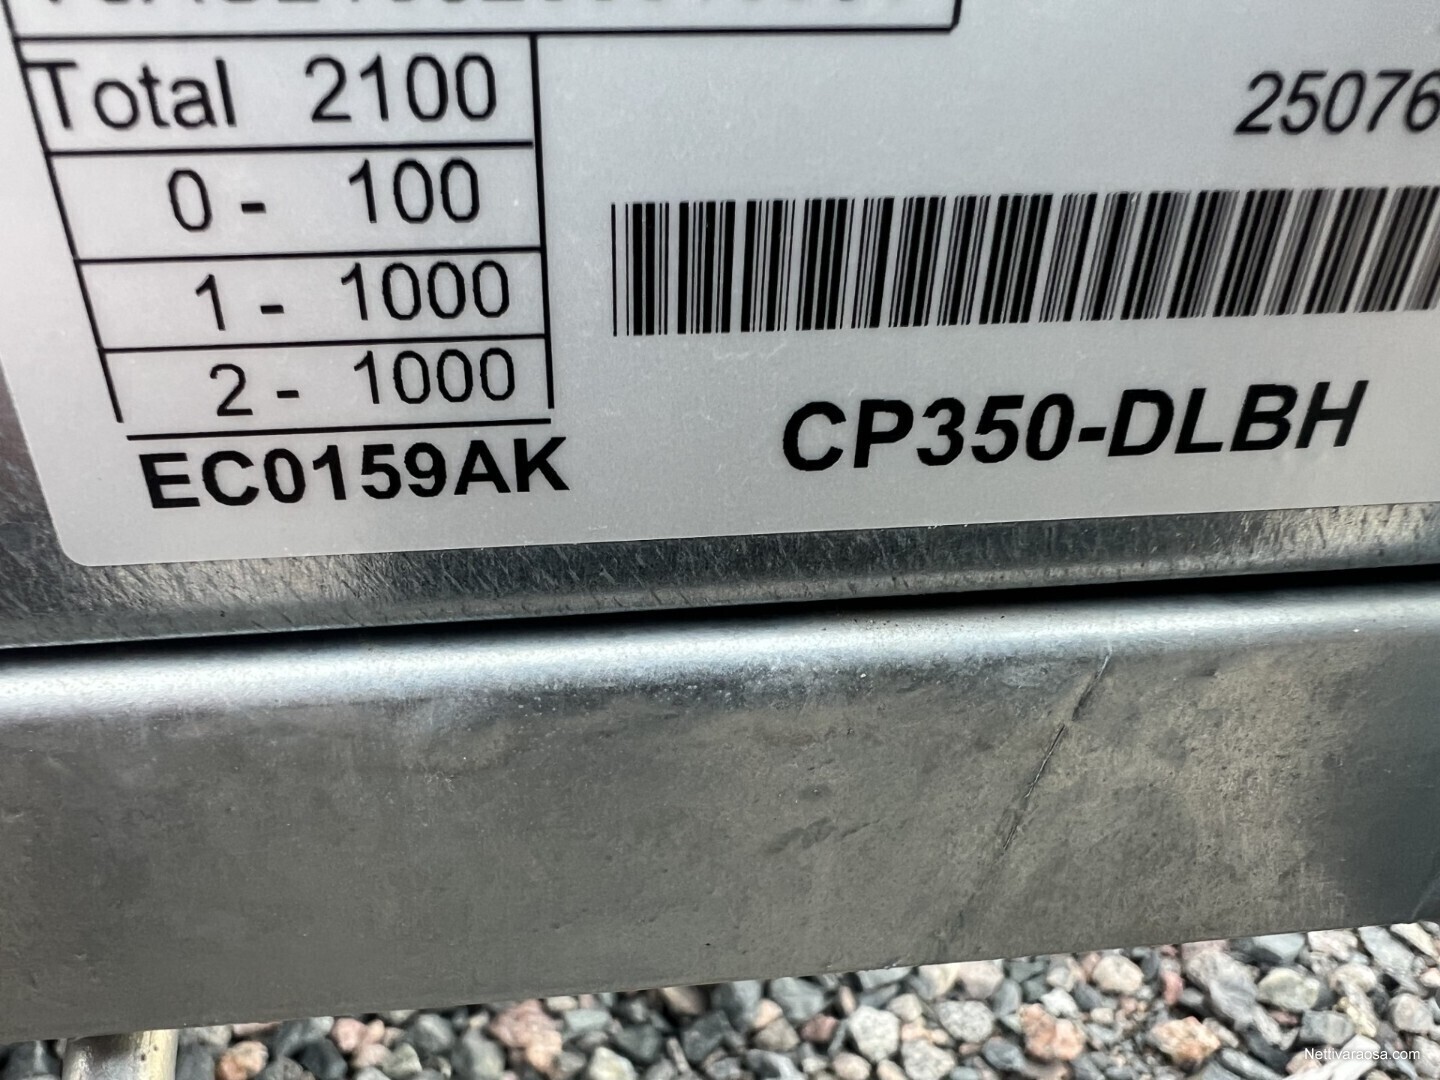 Total 2100
25076
0 - 100
1 - 1000
2 - 1000
EC0159AK
CP350-DLBH
Nettivaraosa.com